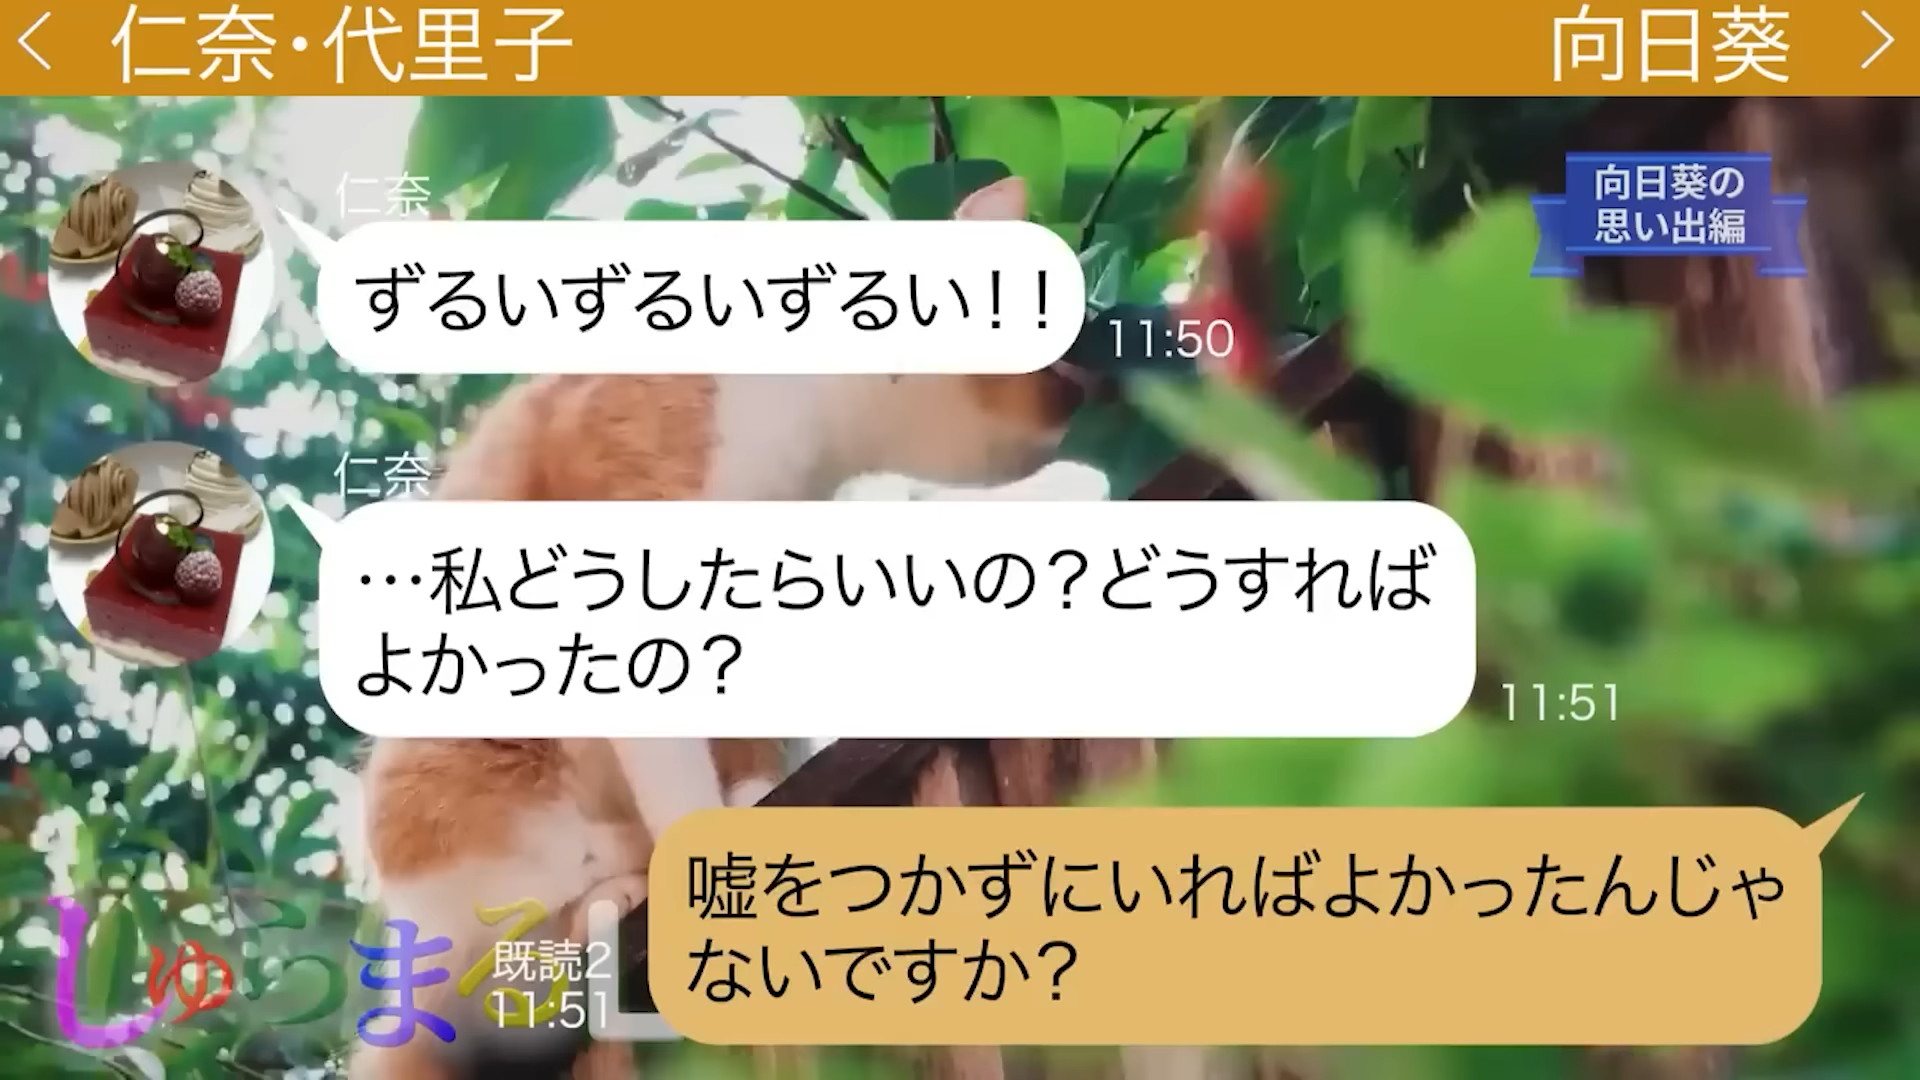 仁奈・代里子
向日葵
向日葵の
思い出編
仁奈
ずるいずるいずるい！！
11:50
仁奈
…私どうしたらいいの？どうすれば
よかったの？
11:51
嘘をつかずにいればよかったんじゃ
ないですか？
既読2
11:51
しゅらまる